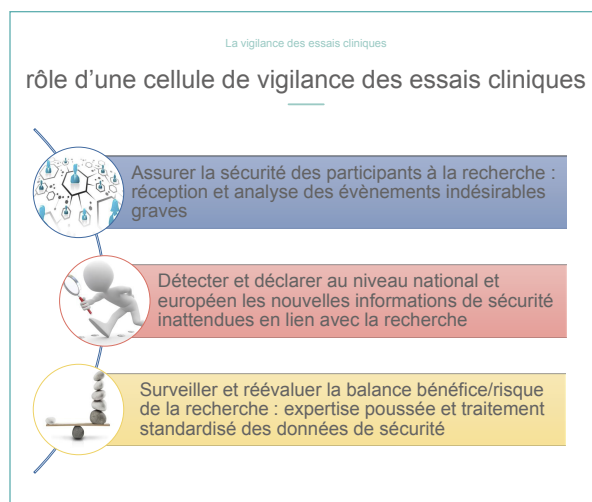 La vigilance des essais cliniques
rôle d'une cellule de vigilance des essais cliniques
Assurer la sécurité des participants à la recherche :
réception et analyse des évènements indésirables
graves
Détecter et déclarer au niveau national et
européen les nouvelles informations de sécurité
inattendues en lien avec la recherche
Surveiller et réévaluer la balance bénéfice/risque
de la recherche : expertise poussée et traitement
standardisé des données de sécurité